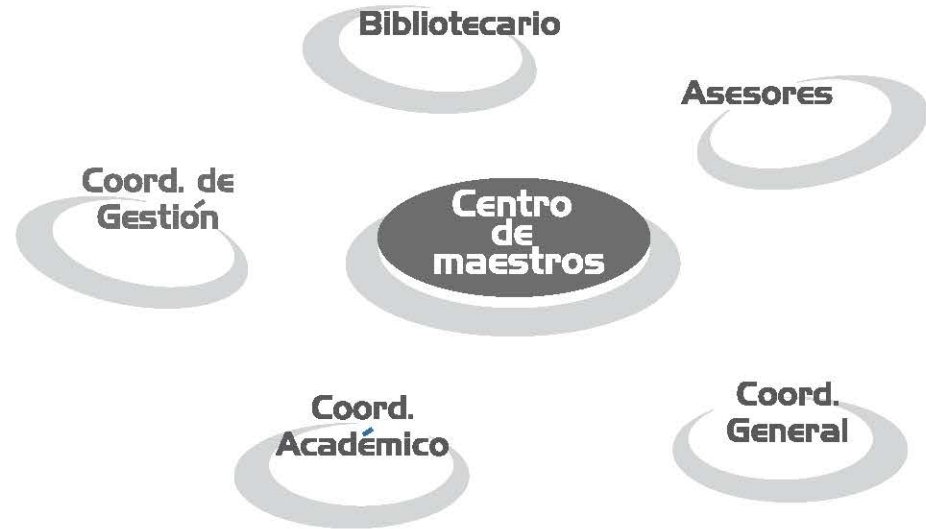 Bibliotecario
Asesores
Coord. de
Gestión
Centro
de
maestros
Coord.
Académico
Coord.
General